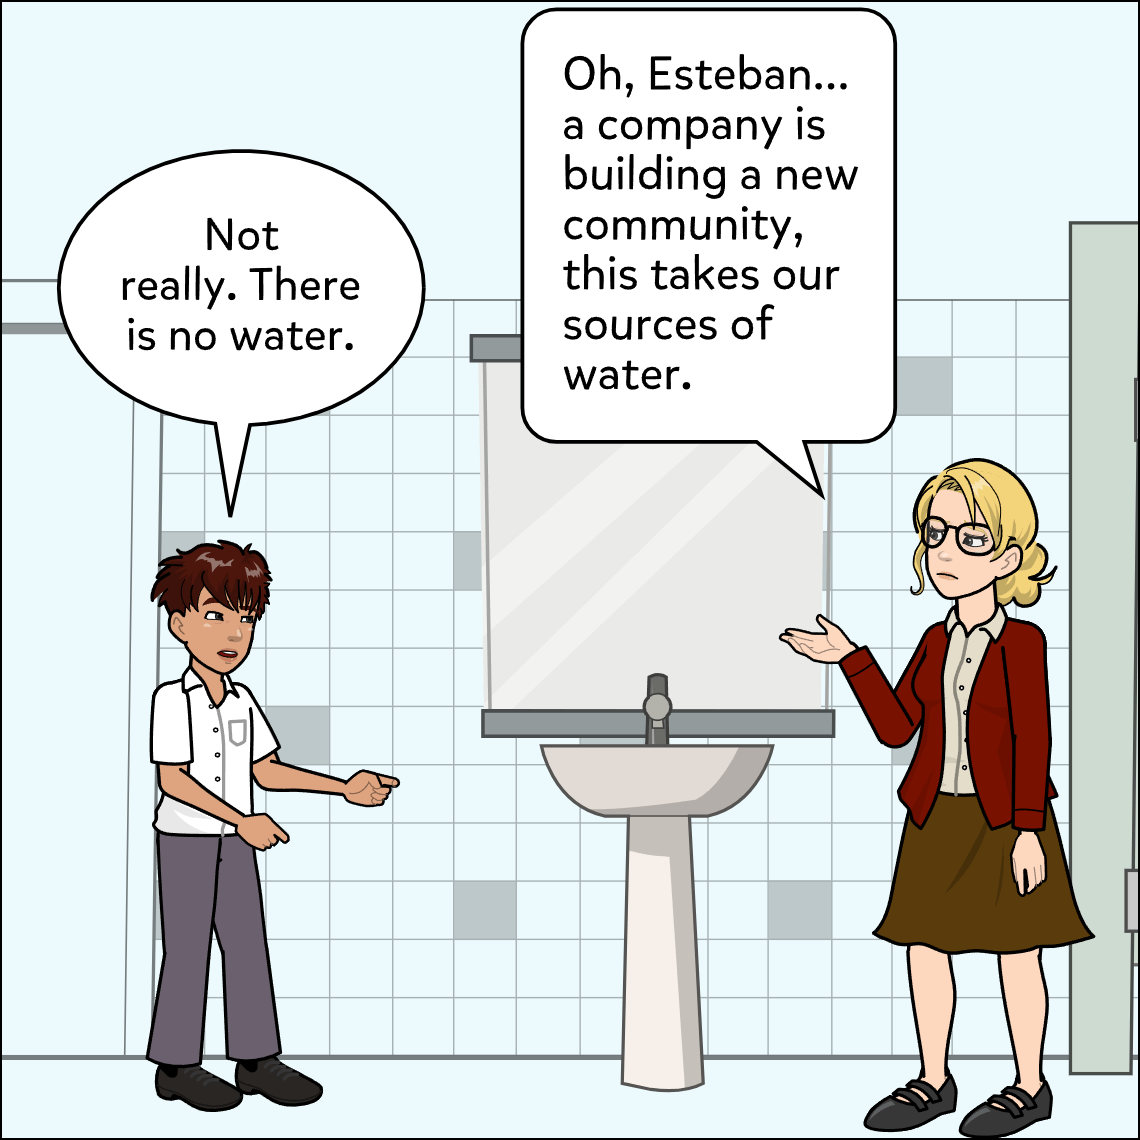 Not
really. There
is no water.
Oh, Esteban...
a company is
building a new
community,
this takes our
sources of
water.